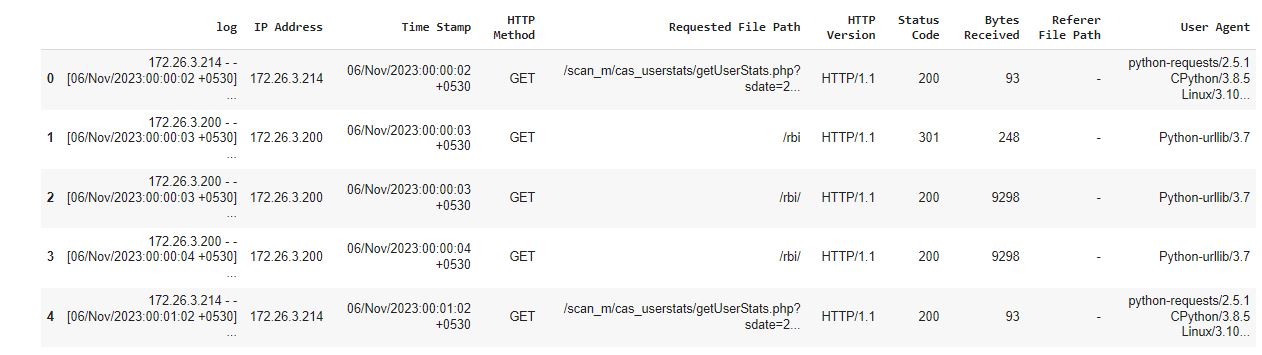 log IP Address Time Stamp HTTP Method Requested File Path HTTP Version Status Code Bytes Received Referer File Path User Agent
0 172.26.3.214 - - [06/Nov/2023:00:00:02 +0530] ... 172.26.3.214 06/Nov/2023:00:00:02 +0530 GET /scan_m/cas_userstats/getUserStats.php?sdate=2... HTTP/1.1 200 93 - python-requests/2.5.1 CPython/3.8.5 Linux/3.10...
1 172.26.3.200 - - [06/Nov/2023:00:00:03 +0530] ... 172.26.3.200 06/Nov/2023:00:00:03 +0530 GET /rbi HTTP/1.1 301 248 - Python-urllib/3.7
2 172.26.3.200 - - [06/Nov/2023:00:00:03 +0530] ... 172.26.3.200 06/Nov/2023:00:00:03 +0530 GET /rbi/ HTTP/1.1 200 9298 - Python-urllib/3.7
3 172.26.3.200 - - [06/Nov/2023:00:00:04 +0530] ... 172.26.3.200 06/Nov/2023:00:00:04 +0530 GET /rbi/ HTTP/1.1 200 9298 - Python-urllib/3.7
4 172.26.3.214 - - [06/Nov/2023:00:01:02 +0530] ... 172.26.3.214 06/Nov/2023:00:01:02 +0530 GET /scan_m/cas_userstats/getUserStats.php?sdate=2... HTTP/1.1 200 93 - python-requests/2.5.1 CPython/3.8.5 Linux/3.10...